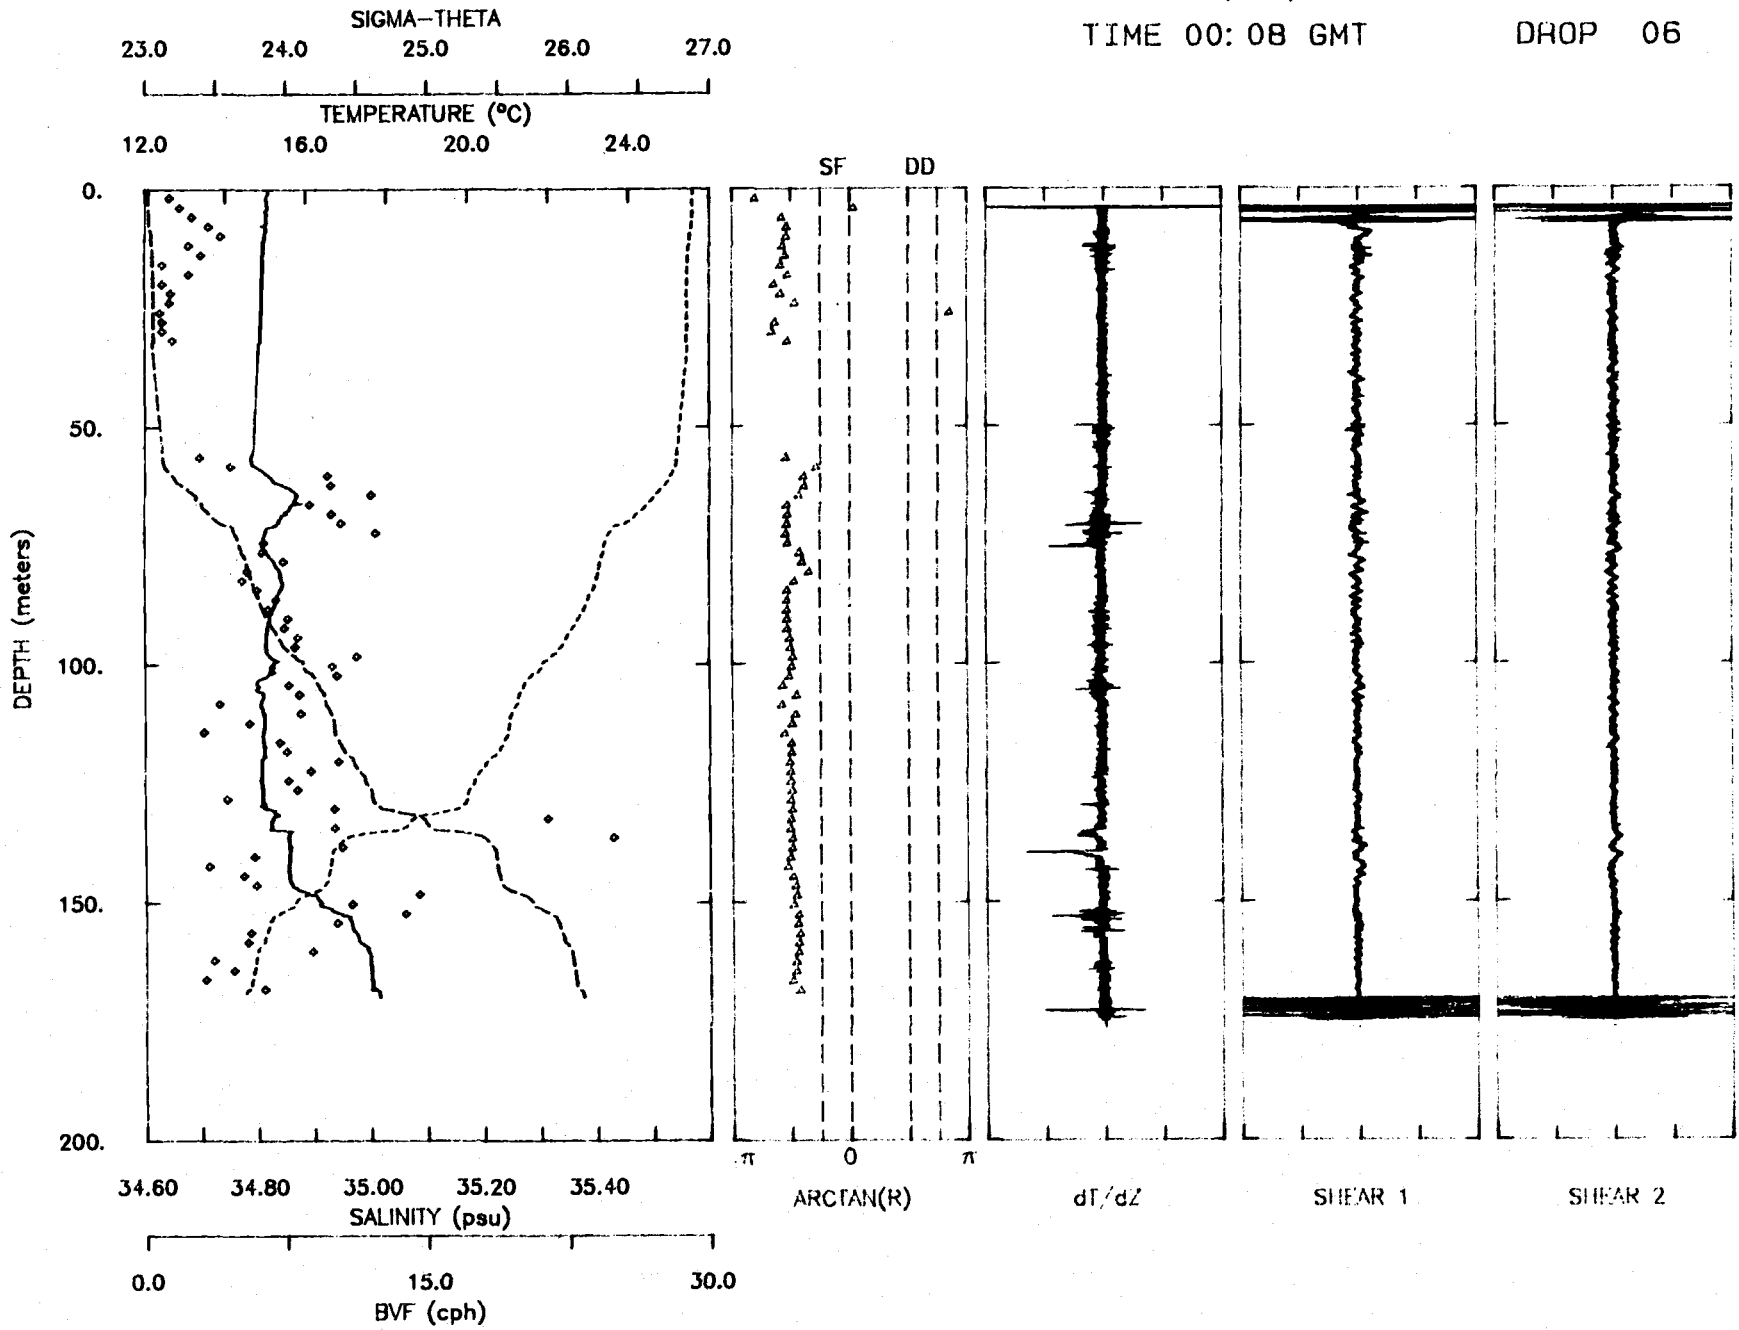 TIME 00:08 GMT DROP 06
SIGMA-THETA
23.0 24.0 25.0 26.0 27.0
TEMPERATURE (°C)
12.0 16.0 20.0 24.0
SF DD
0.
50.
100.
150.
200.
DEPTH (meters)
34.60 34.80 35.00 35.20 35.40
SALINITY (psu)
0.0 15.0 30.0
BVF (cph)
-π 0 π
ARCTAN(R)
dT/dZ
SHEAR 1
SHEAR 2